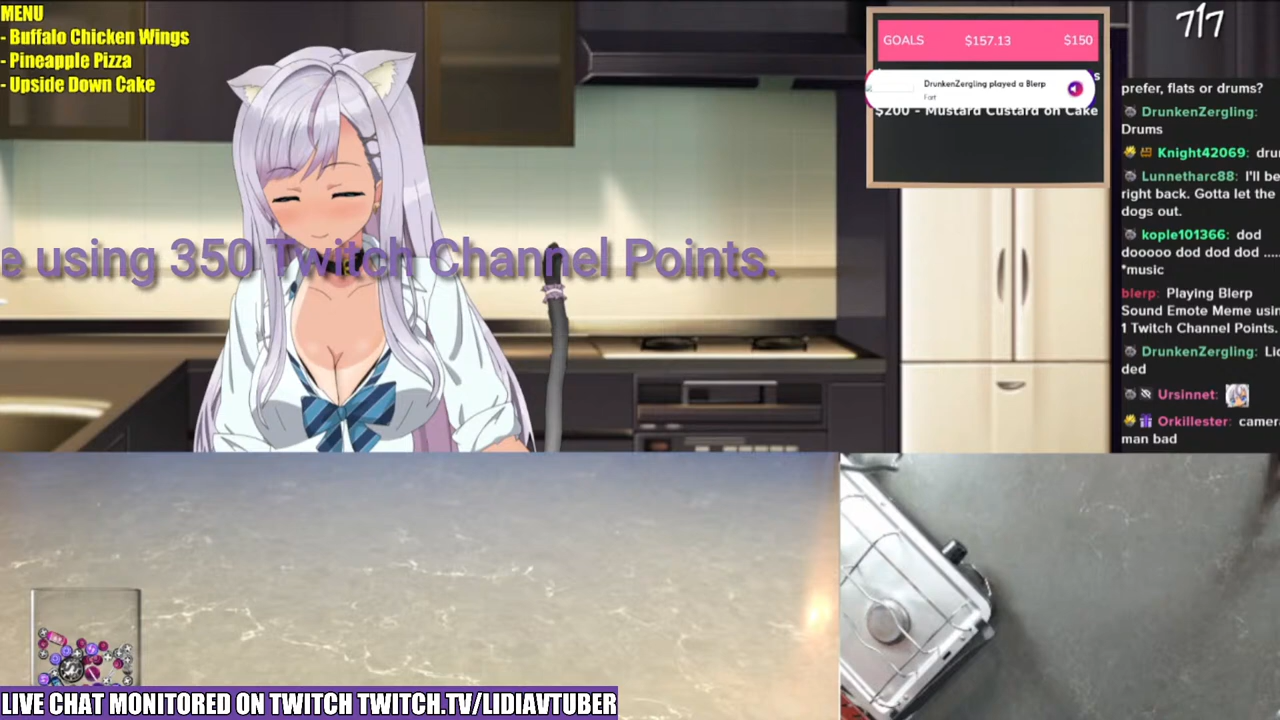 MENU
- Buffalo Chicken Wings
- Pineapple Pizza
- Upside Down Cake
GOALS $157.13 $150
DrunkenZergling played a Blerp
Fart
$200 - Mustard Custard on Cake
717
e using 350 Twitch Channel Points.
prefer, flats or drums?
DrunkenZergling:
Drums
Knight42069: dru
Lunnetharc88: I'll be
right back. Gotta let the
dogs out.
kople101366: dod
dooooo dod dod dod .....
*music
blerp: Playing Blerp
Sound Emote Meme usin
1 Twitch Channel Points.
DrunkenZergling: Lid
ded
Ursinnet:
Orkillester: camer
man bad
LIVE CHAT MONITORED ON TWITCH TWITCH.TV/LIDIAVTUBER